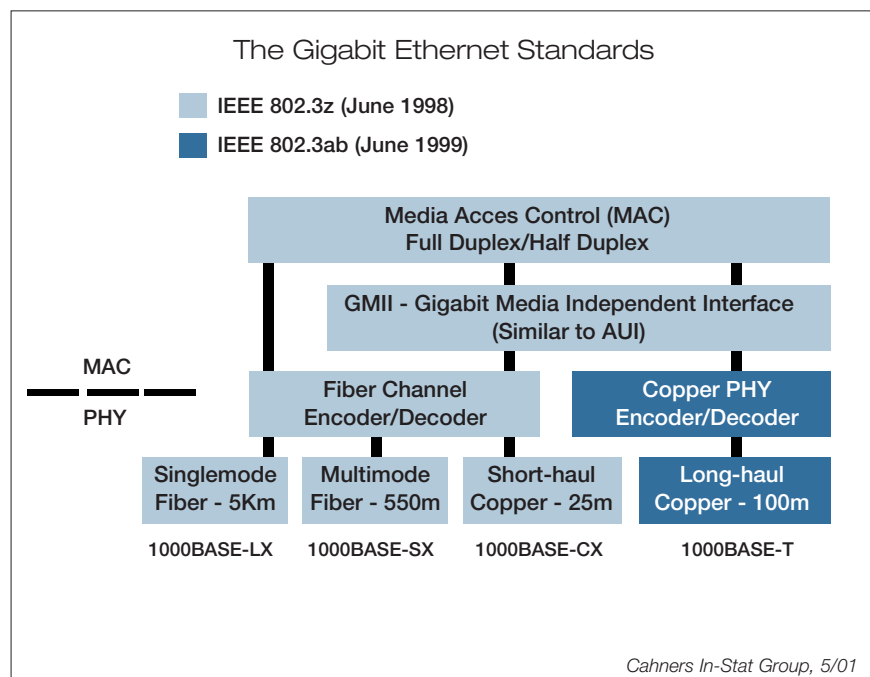 The Gigabit Ethernet Standards
IEEE 802.3z (June 1998)
IEEE 802.3ab (June 1999)
Media Acces Control (MAC)
Full Duplex/Half Duplex
GMII - Gigabit Media Independent Interface
(Similar to AUI)
MAC
PHY
Fiber Channel
Encoder/Decoder
Copper PHY
Encoder/Decoder
Singlemode
Fiber - 5Km
Multimode
Fiber - 550m
Short-haul
Copper - 25m
Long-haul
Copper - 100m
1000BASE-LX
1000BASE-SX
1000BASE-CX
1000BASE-T
Cahners In-Stat Group, 5/01